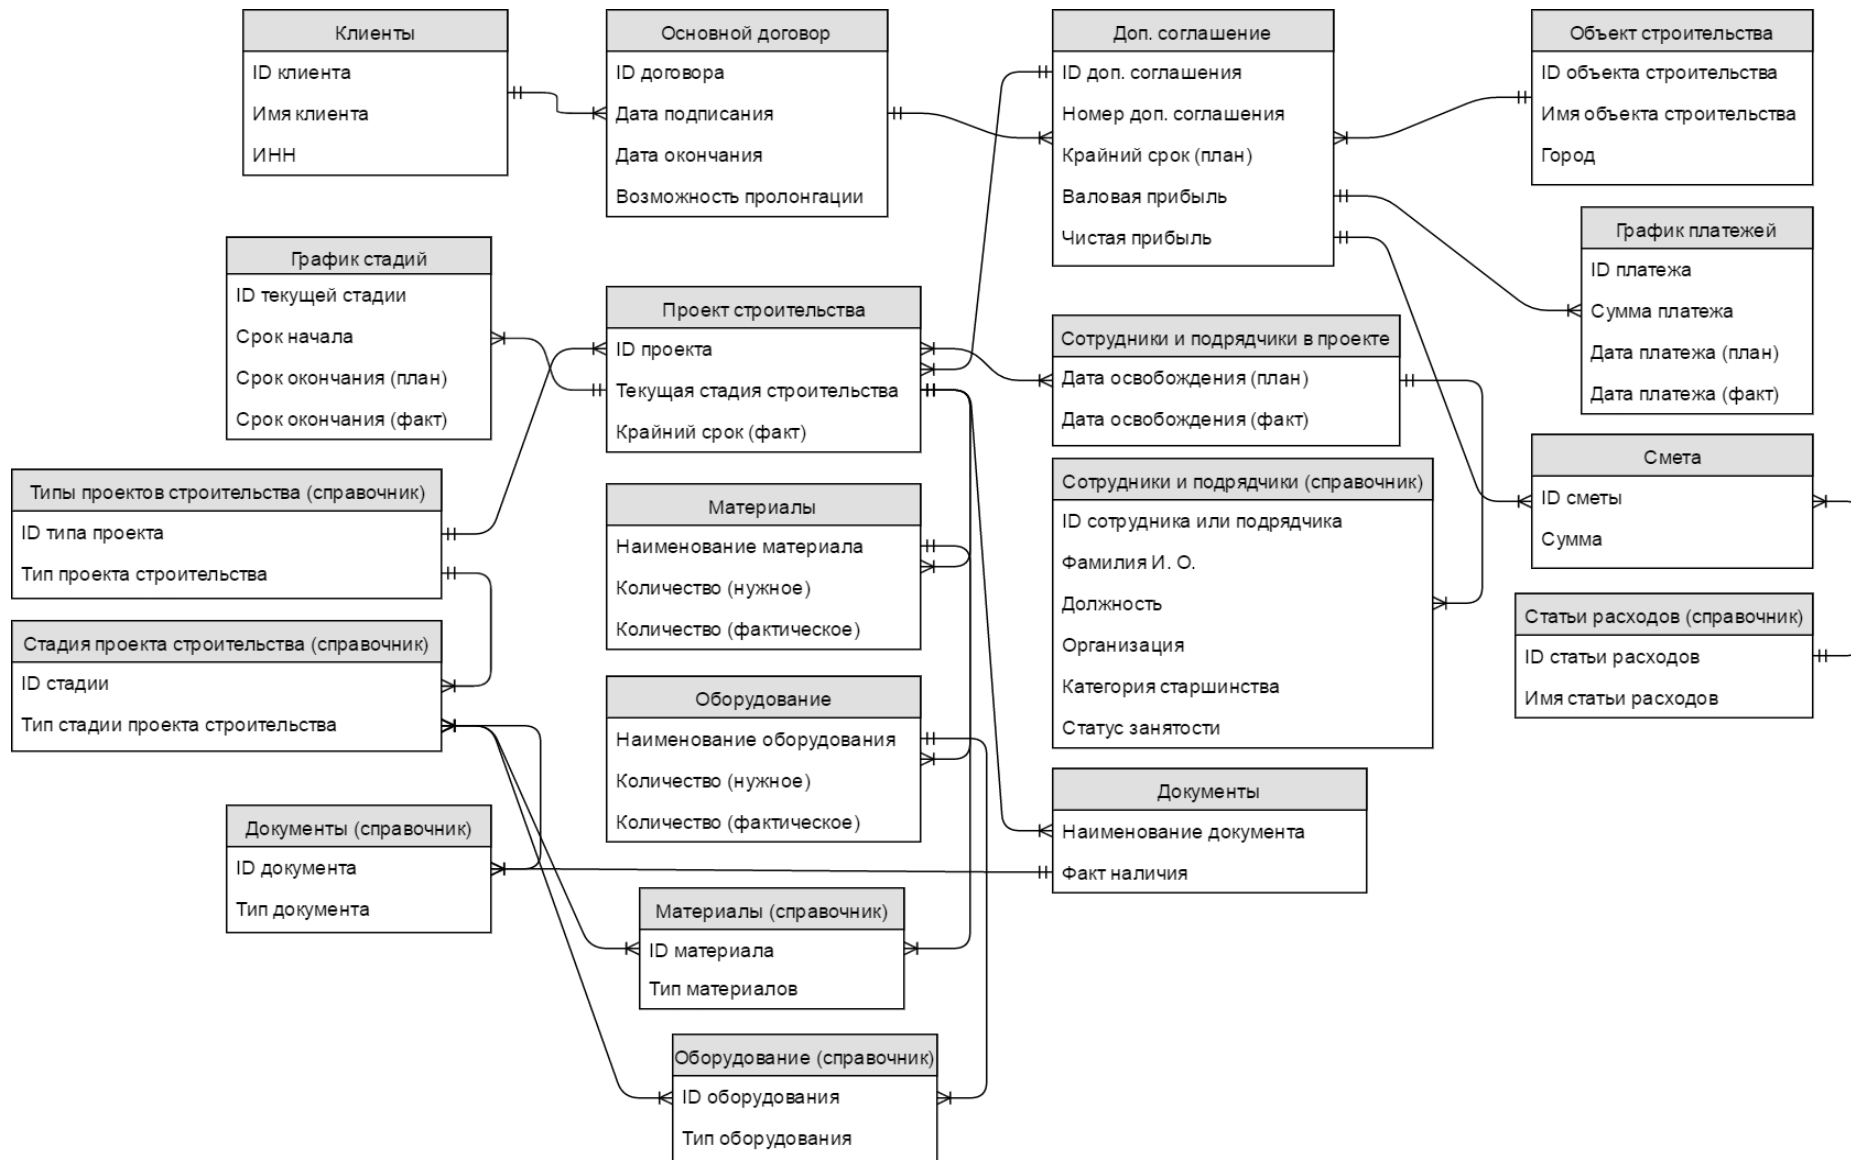 Клиенты
ID клиента
Имя клиента
ИНН
Основной договор
ID договора
Дата подписания
Дата окончания
Возможность пролонгации
Доп. соглашение
ID доп. соглашения
Номер доп. соглашения
Крайний срок (план)
Валовая прибыль
Чистая прибыль
Объект строительства
ID объекта строительства
Имя объекта строительства
Город
График платежей
ID платежа
Сумма платежа
Дата платежа (план)
Дата платежа (факт)
График стадий
ID текущей стадии
Срок начала
Срок окончания (план)
Срок окончания (факт)
Проект строительства
ID проекта
Текущая стадия строительства
Крайний срок (факт)
Сотрудники и подрядчики в проекте
Дата освобождения (план)
Дата освобождения (факт)
Смета
ID сметы
Сумма
Типы проектов строительства (справочник)
ID типа проекта
Тип проекта строительства
Материалы
Наименование материала
Количество (нужное)
Количество (фактическое)
Сотрудники и подрядчики (справочник)
ID сотрудника или подрядчика
Фамилия И. О.
Должность
Организация
Категория старшинства
Статус занятости
Статьи расходов (справочник)
ID статьи расходов
Имя статьи расходов
Стадия проекта строительства (справочник)
ID стадии
Тип стадии проекта строительства
Оборудование
Наименование оборудования
Количество (нужное)
Количество (фактическое)
Документы
Наименование документа
Факт наличия
Документы (справочник)
ID документа
Тип документа
Материалы (справочник)
ID материала
Тип материалов
Оборудование (справочник)
ID оборудования
Тип оборудования